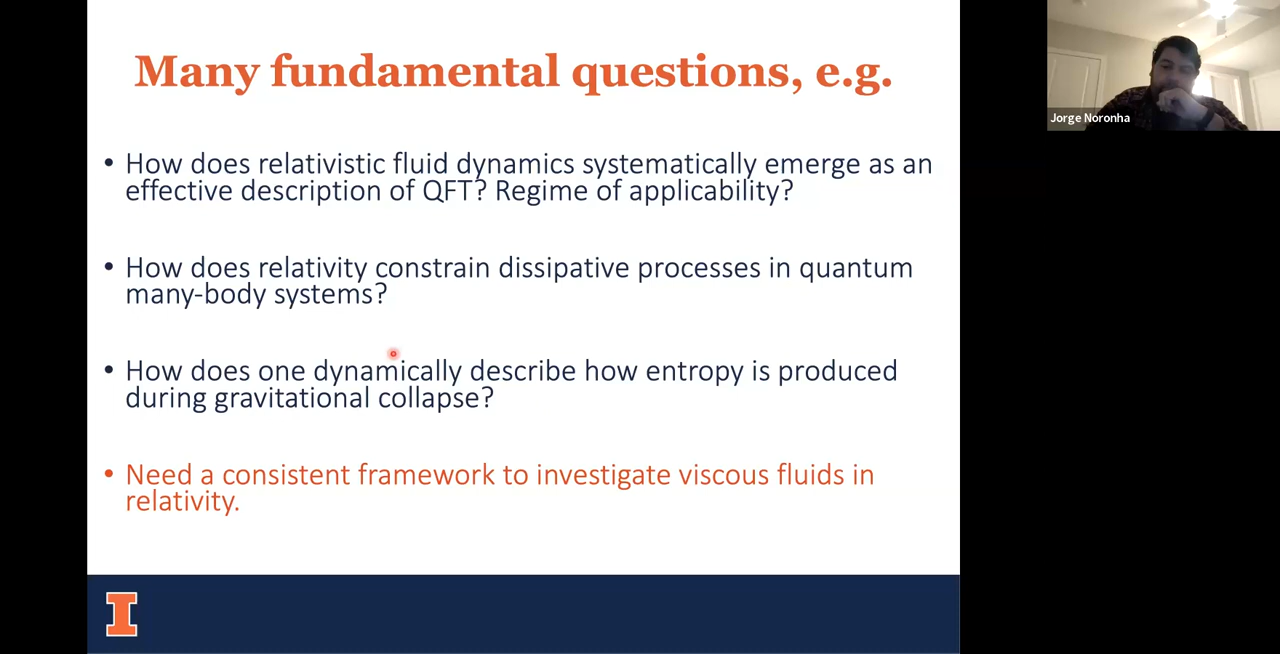 Many fundamental questions, e.g.
Jorge Noronha
• How does relativistic fluid dynamics systematically emerge as an
effective description of QFT? Regime of applicability?
• How does relativity constrain dissipative processes in quantum
many-body systems?
• How does one dynamically describe how entropy is produced
during gravitational collapse?
• Need a consistent framework to investigate viscous fluids in
relativity.
I